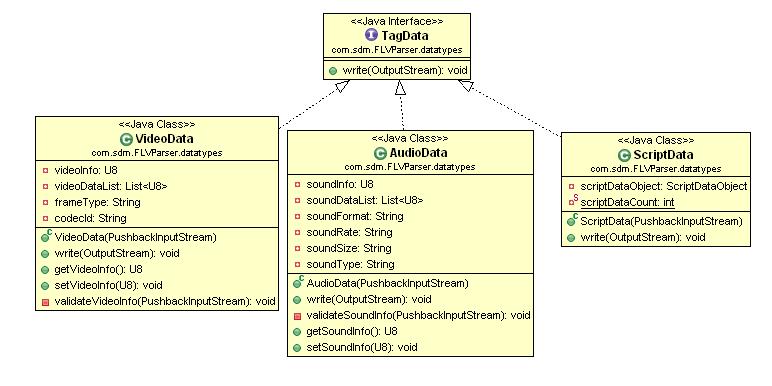 <<Java Interface>>
TagData
com.sdm.FLVParser.datatypes
write(OutputStream): void
<<Java Class>>
VideoData
com.sdm.FLVParser.datatypes
videoInfo: U8
videoDataList: List<U8>
frameType: String
codecId: String
VideoData(PushbackInputStream)
write(OutputStream): void
getVideoInfo(): U8
setVideoInfo(U8): void
validateVideoInfo(PushbackInputStream): void
<<Java Class>>
AudioData
com.sdm.FLVParser.datatypes
soundInfo: U8
soundDataList: List<U8>
soundFormat: String
soundRate: String
soundSize: String
soundType: String
AudioData(PushbackInputStream)
write(OutputStream): void
validateSoundInfo(PushbackInputStream): void
getSoundInfo(): U8
setSoundInfo(U8): void
<<Java Class>>
ScriptData
com.sdm.FLVParser.datatypes
scriptDataObject: ScriptDataObject
scriptDataCount: int
ScriptData(PushbackInputStream)
write(OutputStream): void